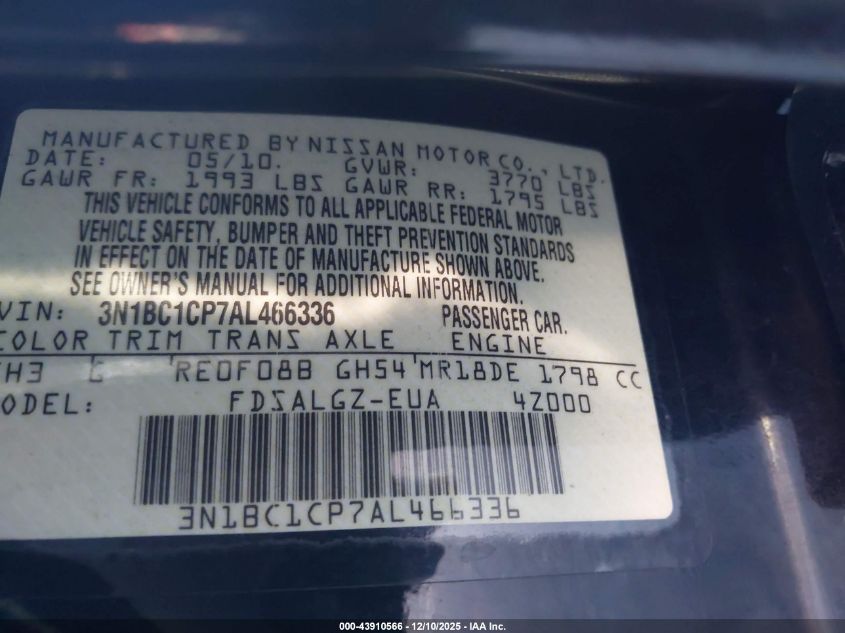 MANUFACTURED BY NISSAN MOTOR CO., LTD.
DATE: 05/10. GVWR: 3770 LBS
GAWR FR: 1993 LBS GAWR RR: 1795 LBS
THIS VEHICLE CONFORMS TO ALL APPLICABLE FEDERAL MOTOR
VEHICLE SAFETY, BUMPER AND THEFT PREVENTION STANDARDS
IN EFFECT ON THE DATE OF MANUFACTURE SHOWN ABOVE.
SEE OWNER'S MANUAL FOR ADDITIONAL INFORMATION.
VIN: 3N1BC1CP7AL466336 PASSENGER CAR.
COLOR TRIM TRANS AXLE ENGINE
H3 G RE0F08B GH54 MR18DE 1798 CC
ODEL: FDSALGZ-EUA 4Z000
3N1BC1CP7AL466336
000-43910566 - 12/10/2025 - IAA Inc.